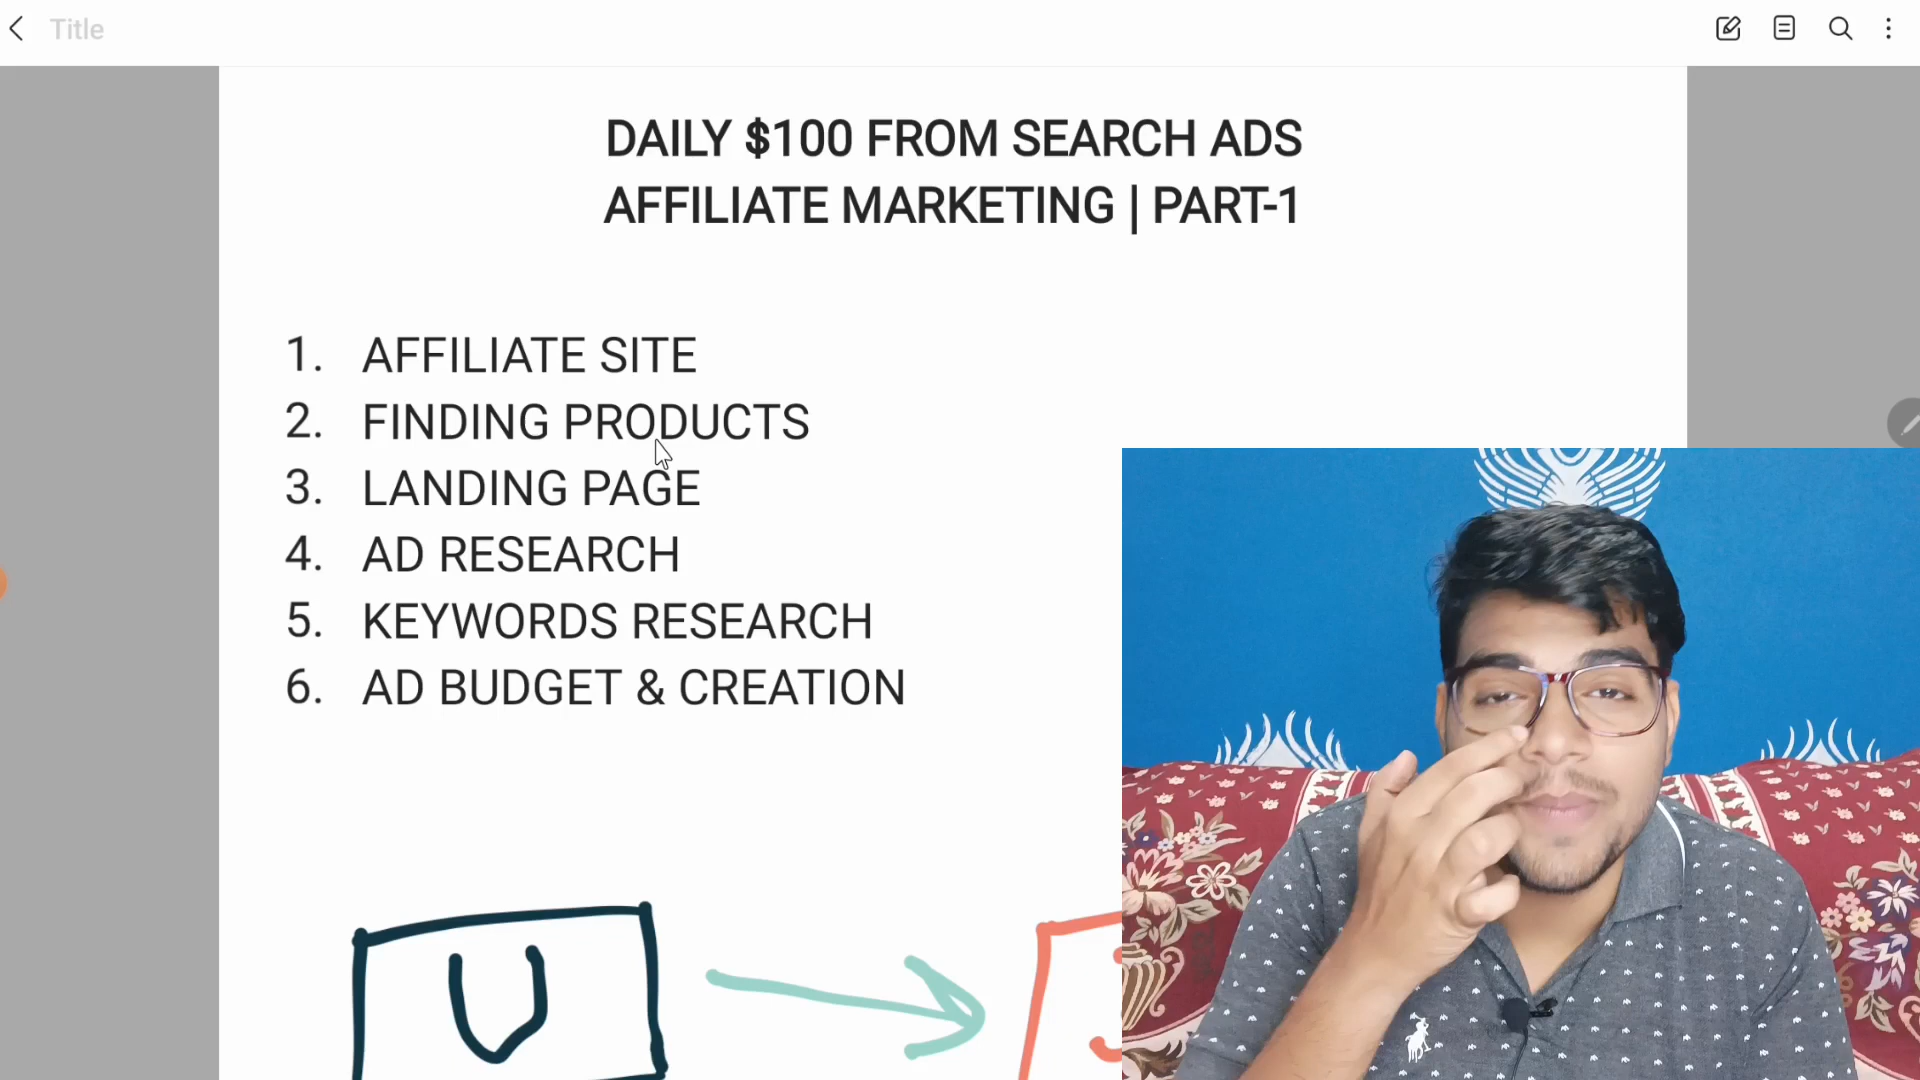 Title
DAILY $100 FROM SEARCH ADS
AFFILIATE MARKETING | PART-1
1. AFFILIATE SITE
2. FINDING PRODUCTS
3. LANDING PAGE
4. AD RESEARCH
5. KEYWORDS RESEARCH
6. AD BUDGET & CREATION
U